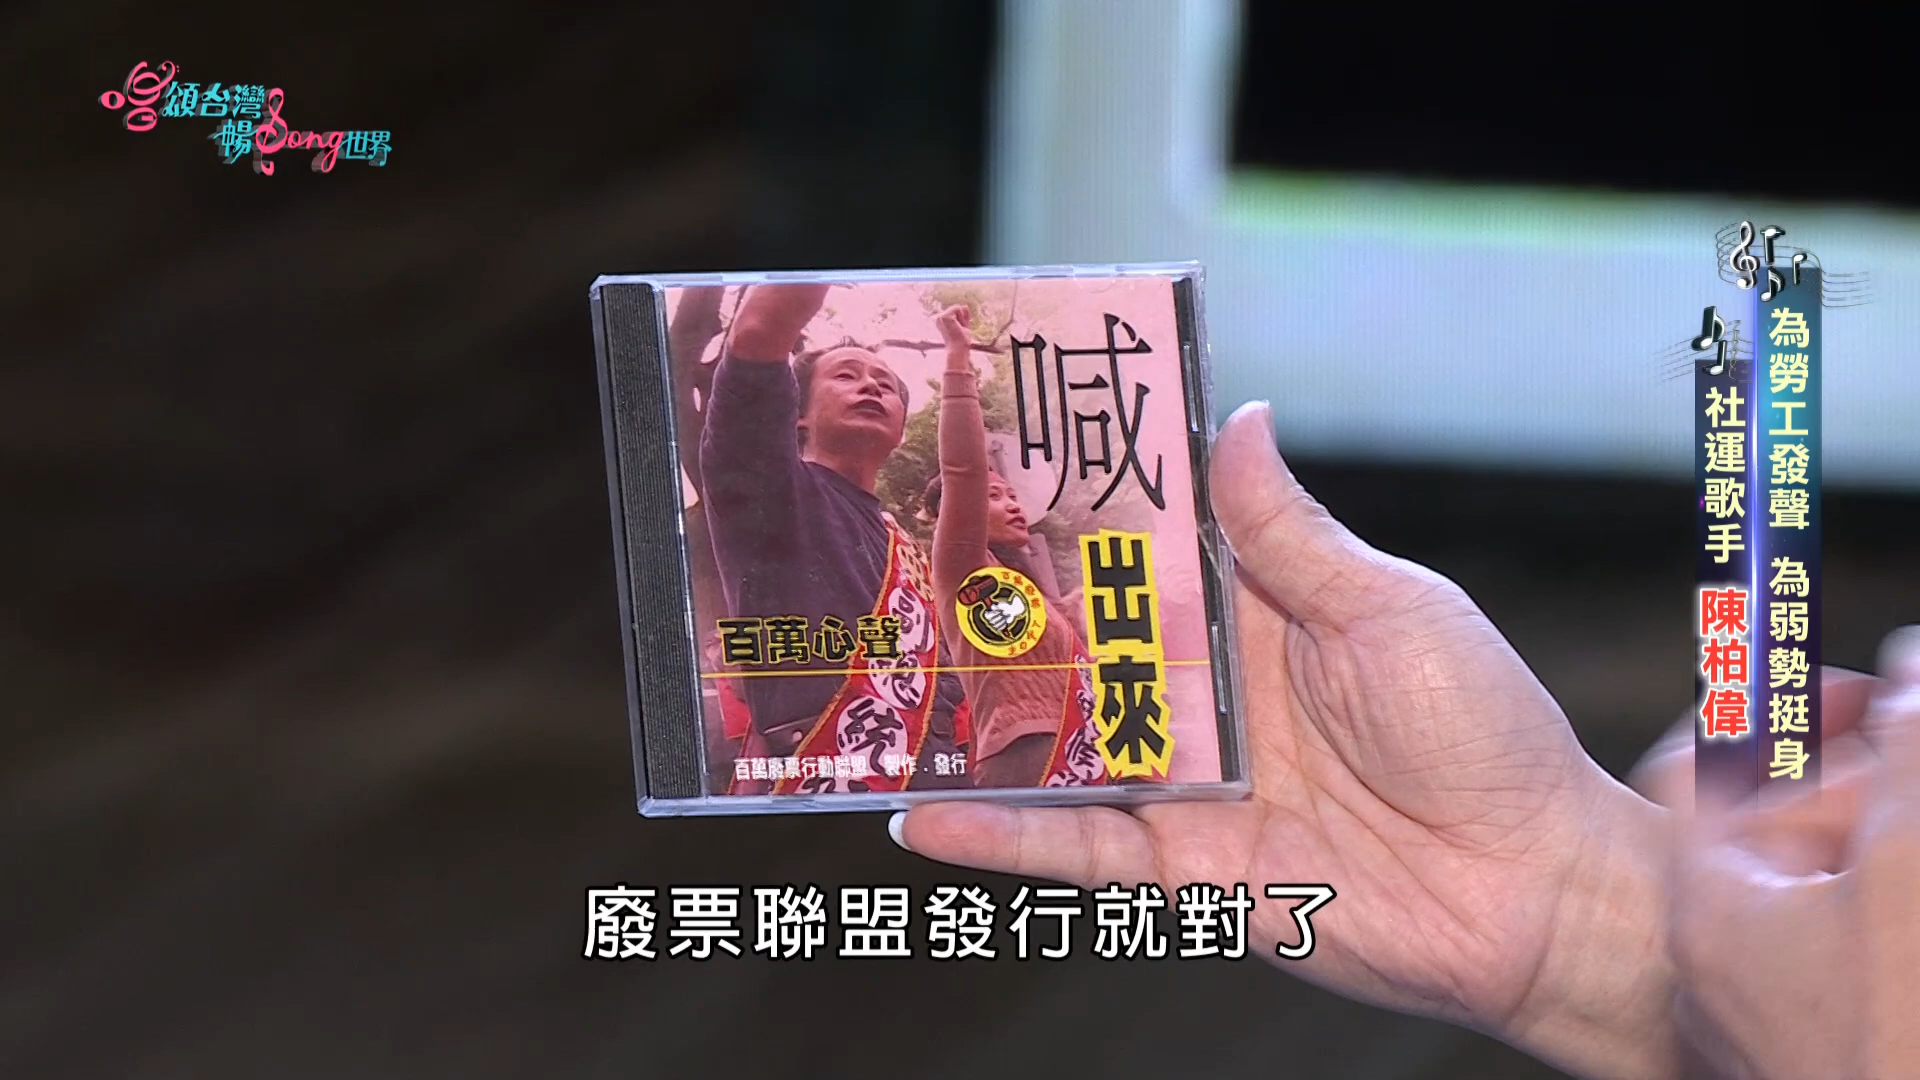 唱頌台灣
暢Song世界
為勞工發聲 為弱勢挺身
社運歌手 陳柏偉
喊
出來
百萬心聲
百萬廢票行動聯盟 製作.發行
廢票聯盟發行就對了